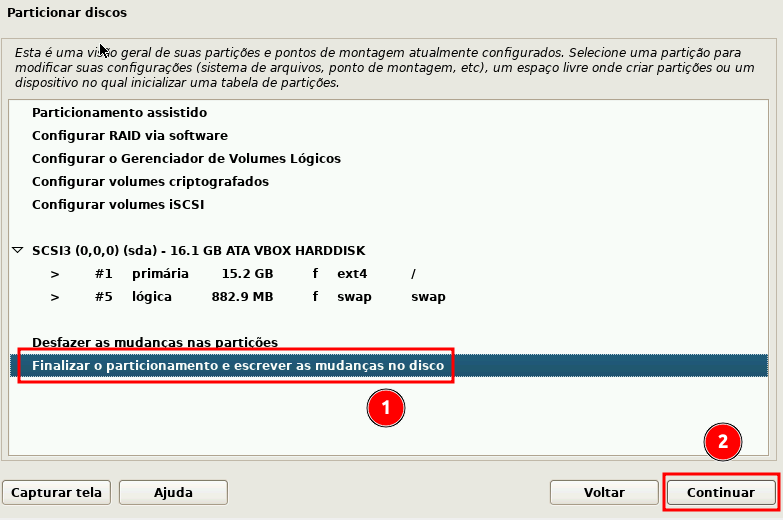 Particionar discos
Esta é uma visão geral de suas partições e pontos de montagem atualmente configurados. Selecione uma partição para
modificar suas configurações (sistema de arquivos, ponto de montagem, etc), um espaço livre onde criar partições ou um
dispositivo no qual inicializar uma tabela de partições.
Particionamento assistido
Configurar RAID via software
Configurar o Gerenciador de Volumes Lógicos
Configurar volumes criptografados
Configurar volumes iSCSI
SCSI3 (0,0,0) (sda) - 16.1 GB ATA VBOX HARDDISK
> #1 primária 15.2 GB f ext4 /
> #5 lógica 882.9 MB f swap swap
Desfazer as mudanças nas partições
Finalizar o particionamento e escrever as mudanças no disco
1
2
Capturar tela Ajuda Voltar Continuar